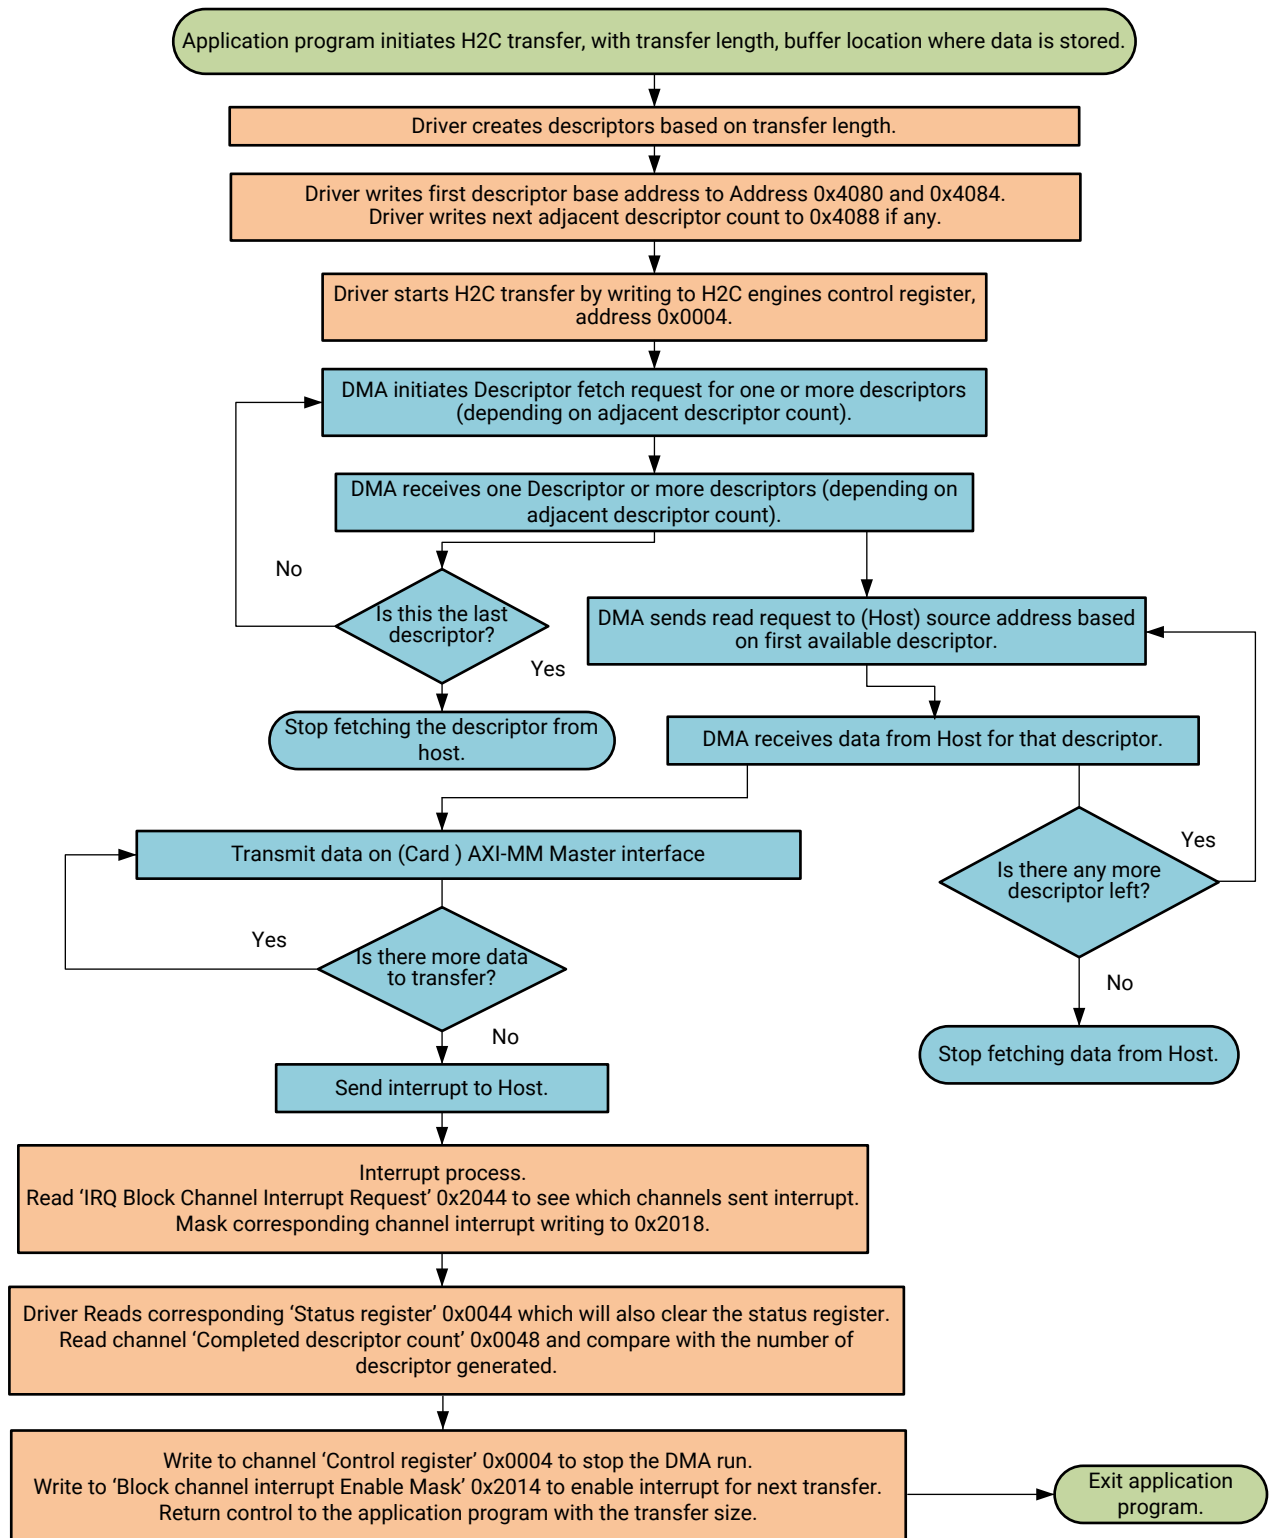 Application program initiates H2C transfer, with transfer length, buffer location where data is stored.
Driver creates descriptors based on transfer length.
Driver writes first descriptor base address to Address 0x4080 and 0x4084.
Driver writes next adjacent descriptor count to 0x4088 if any.
Driver starts H2C transfer by writing to H2C engines control register,
address 0x0004.
DMA initiates Descriptor fetch request for one or more descriptors
(depending on adjacent descriptor count).
DMA receives one Descriptor or more descriptors (depending on
adjacent descriptor count).
No
Is this the last
descriptor?
Yes
Stop fetching the descriptor from
host.
DMA sends read request to (Host) source address based
on first available descriptor.
DMA receives data from Host for that descriptor.
Transmit data on (Card ) AXI-MM Master interface
Yes
Is there any more
descriptor left?
No
Stop fetching data from Host.
Yes
Is there more data
to transfer?
No
Send interrupt to Host.
Interrupt process.
Read ‘IRQ Block Channel Interrupt Request’ 0x2044 to see which channels sent interrupt.
Mask corresponding channel interrupt writing to 0x2018.
Driver Reads corresponding ‘Status register’ 0x0044 which will also clear the status register.
Read channel ‘Completed descriptor count’ 0x0048 and compare with the number of
descriptor generated.
Write to channel ‘Control register’ 0x0004 to stop the DMA run.
Write to ‘Block channel interrupt Enable Mask’ 0x2014 to enable interrupt for next transfer.
Return control to the application program with the transfer size.
Exit application
program.